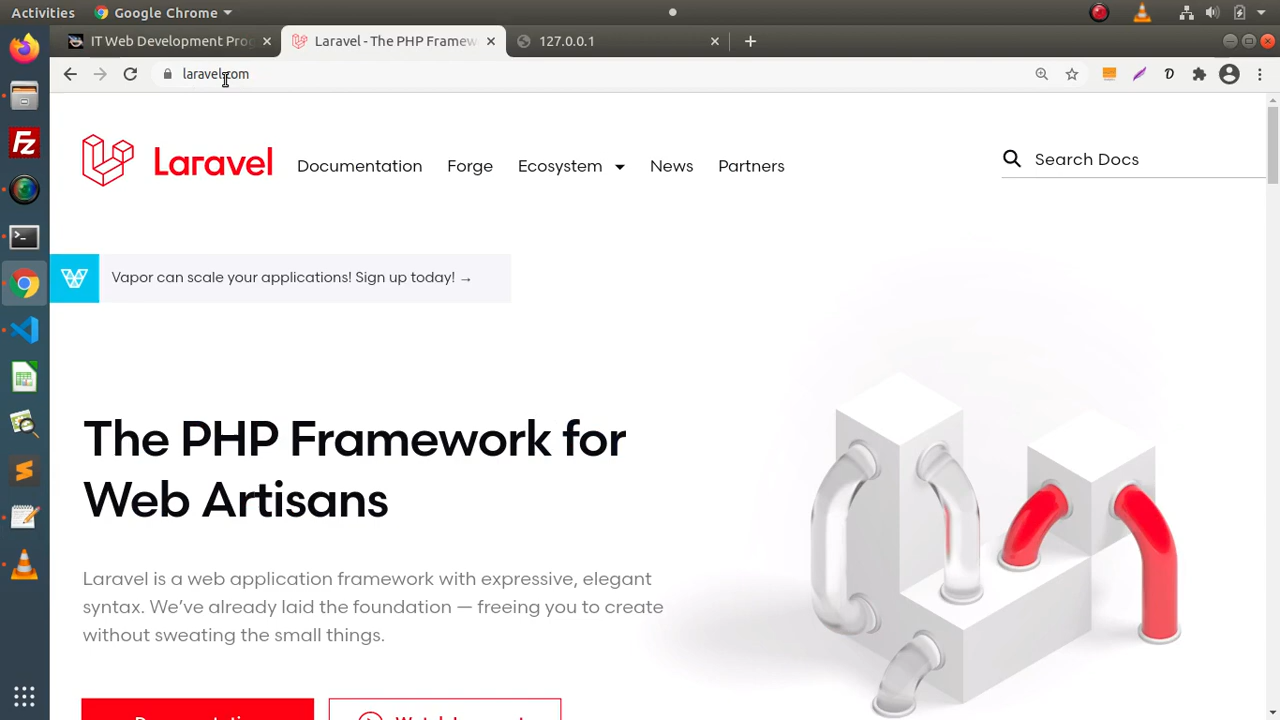 Activities
Google Chrome
IT Web Development Prog
Laravel - The PHP Framew
127.0.0.1
laravel.com
Laravel
Documentation
Forge
Ecosystem
News
Partners
Search Docs
Vapor can scale your applications! Sign up today! →
The PHP Framework for
Web Artisans
Laravel is a web application framework with expressive, elegant
syntax. We’ve already laid the foundation — freeing you to create
without sweating the small things.